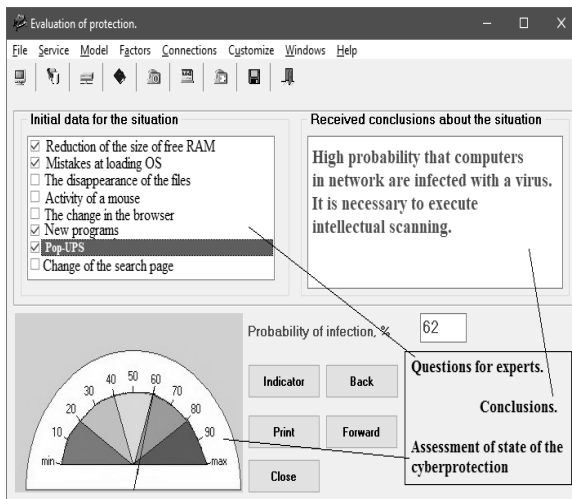 Evaluation of protection.
File Service Model Factors Connections Customize Windows Help
Initial data for the situation
Reduction of the size of free RAM
Mistakes at loading OS
The disappearance of the files
Activity of a mouse
The change in the browser
New programs
Pop-UPS
Change of the search page
Received conclusions about the situation
High probability that computers
in network are infected with a virus.
It is necessary to execute
intellectual scanning.
Probability of infection, % 62
min 10 20 30 40 50 60 70 80 90 max
Indicator Back
Print Forward
Close
Questions for experts.
Conclusions.
Assessment of state of the
cyberprotection